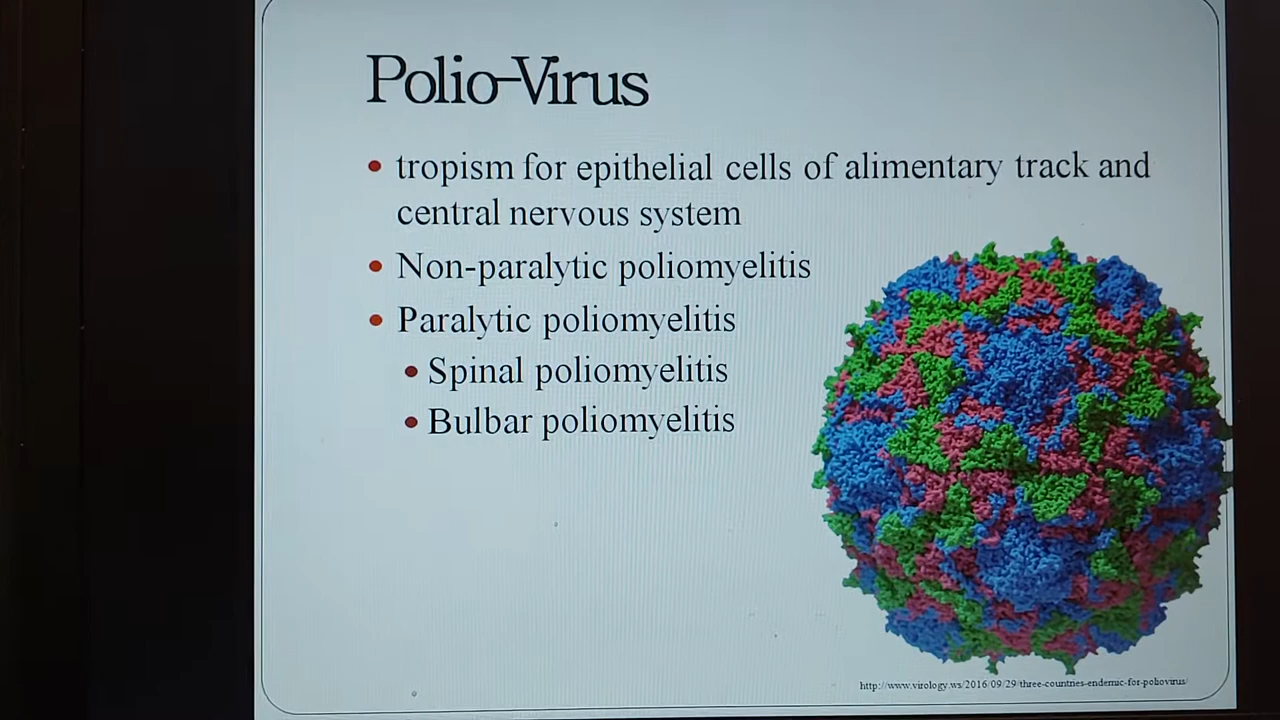 Polio-Virus
• tropism for epithelial cells of alimentary track and
central nervous system
• Non-paralytic poliomyelitis
• Paralytic poliomyelitis
• Spinal poliomyelitis
• Bulbar poliomyelitis
http://www.virology.ws/2016/09/29/three-countries-endemic-for-poliovirus/